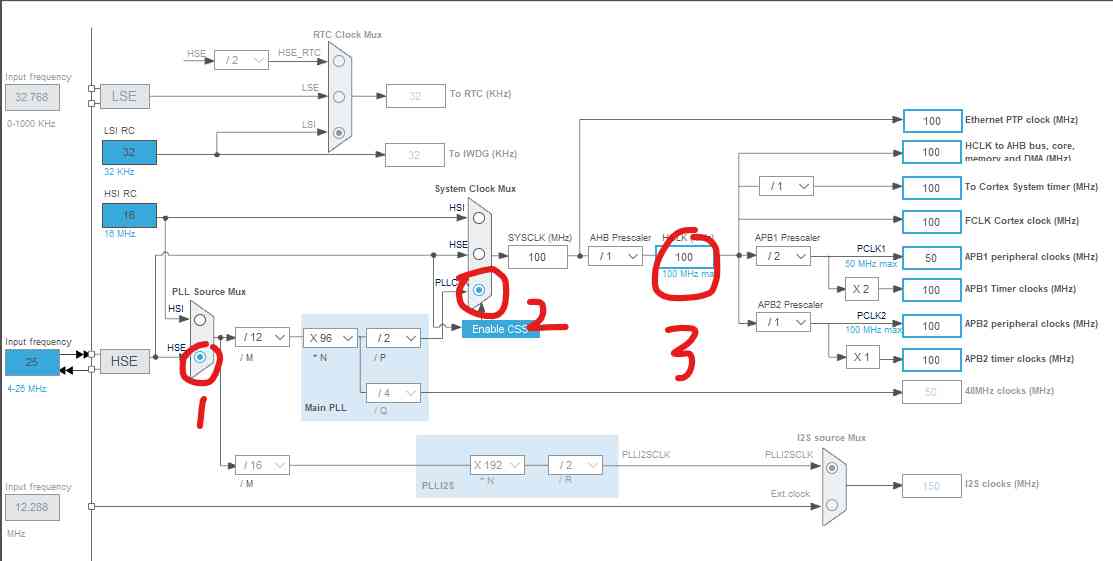 RTC Clock Mux
HSE
/ 2
HSE_RTC
Input frequency
32.768
0-1000 KHz
LSE
LSE
32
To RTC (KHz)
LSI RC
32
32 KHz
LSI
32
To IWDG (KHz)
HSI RC
16
16 MHz
System Clock Mux
HSI
HSE
PLLC
Enable CSS
SYSCLK (MHz)
100
AHB Prescaler
/ 1
100
100 MHz max
100
Ethernet PTP clock (MHz)
100
HCLK to AHB bus, core,
memory and DMA (MHz)
/ 1
100
To Cortex System timer (MHz)
100
FCLK Cortex clock (MHz)
APB1 Prescaler
/ 2
PCLK1
50 MHz max
50
APB1 peripheral clocks (MHz)
X 2
100
APB1 Timer clocks (MHz)
APB2 Prescaler
/ 1
PCLK2
100 MHz max
100
APB2 peripheral clocks (MHz)
X 1
100
APB2 timer clocks (MHz)
50
48MHz clocks (MHz)
PLL Source Mux
HSI
HSE
Input frequency
25
4-26 MHz
HSE
/ 12
/ M
X 96
* N
/ 2
/ P
/ 4
/ Q
Main PLL
1
2
3
/ 16
/ M
X 192
* N
/ 2
/ R
PLLI2S
PLLI2SCLK
PLLI2SCLK
I2S source Mux
Ext.clock
150
I2S clocks (MHz)
Input frequency
12.288
MHz